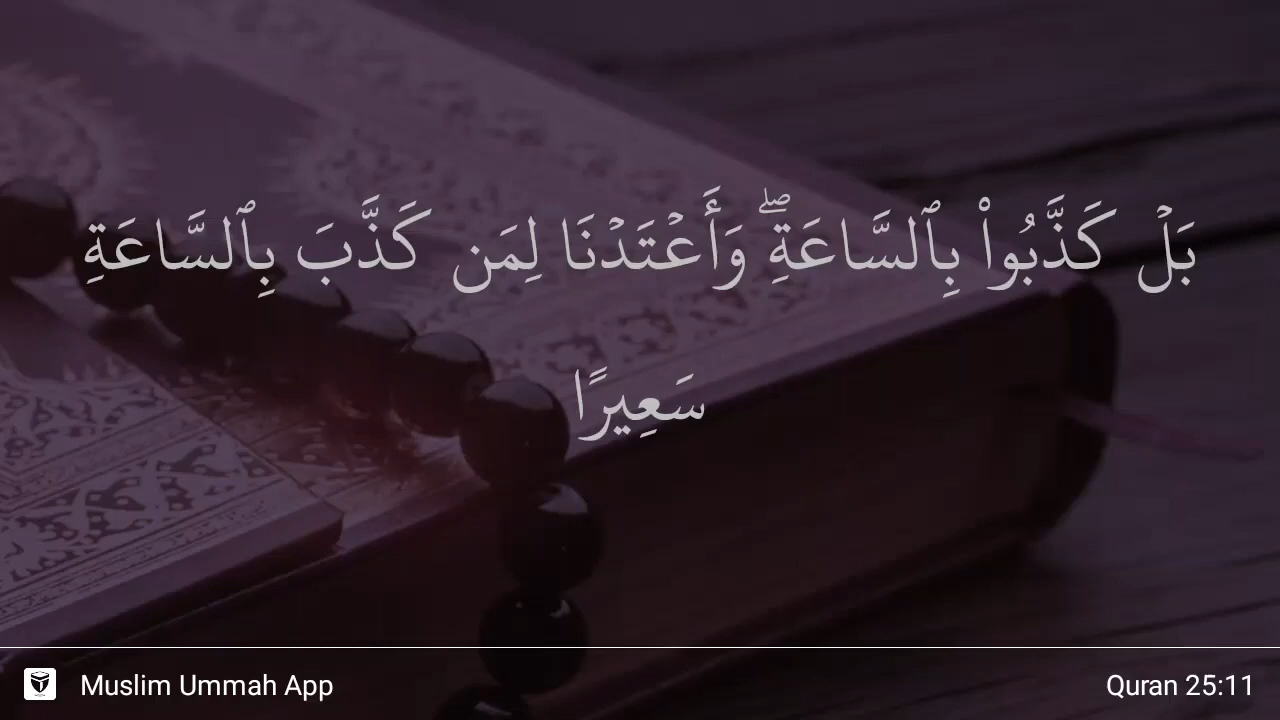 بَلۡ كَذَّبُواْ بِٱلسَّاعَةِۖ وَأَعۡتَدۡنَا لِمَن كَذَّبَ بِٱلسَّاعَةِ
سَعِيرًا
Muslim Ummah App
Quran 25:11